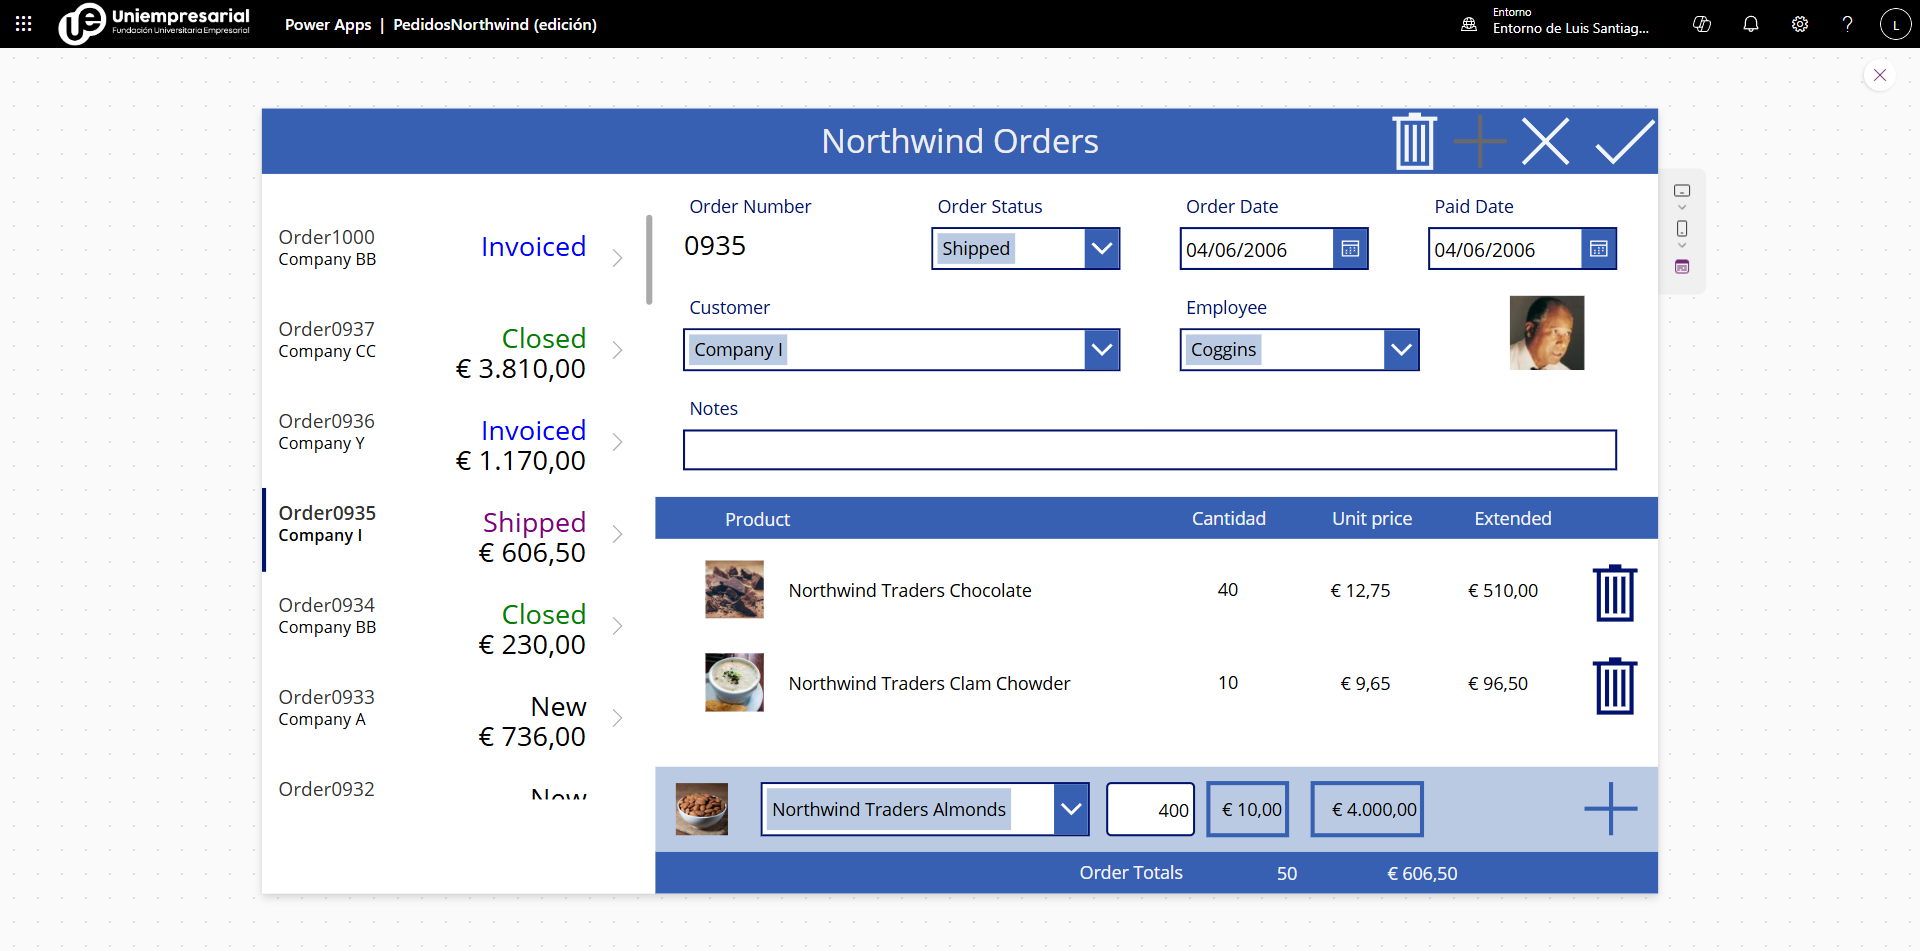 Uniempresarial
Fundación Universitaria Empresarial
Power Apps | PedidosNorthwind (edición)
Entorno
Entorno de Luis Santiag...
L
Northwind Orders
Order1000
Company BB
Invoiced
Order0937
Company CC
Closed
€ 3.810,00
Order0936
Company Y
Invoiced
€ 1.170,00
Order0935
Company I
Shipped
€ 606,50
Order0934
Company BB
Closed
€ 230,00
Order0933
Company A
New
€ 736,00
Order0932
New
Order Number
0935
Order Status
Shipped
Order Date
04/06/2006
Paid Date
04/06/2006
Customer
Company I
Employee
Coggins
Notes
Product Cantidad Unit price Extended
Northwind Traders Chocolate 40 € 12,75 € 510,00
Northwind Traders Clam Chowder 10 € 9,65 € 96,50
Northwind Traders Almonds 400 € 10,00 € 4.000,00
Order Totals 50 € 606,50